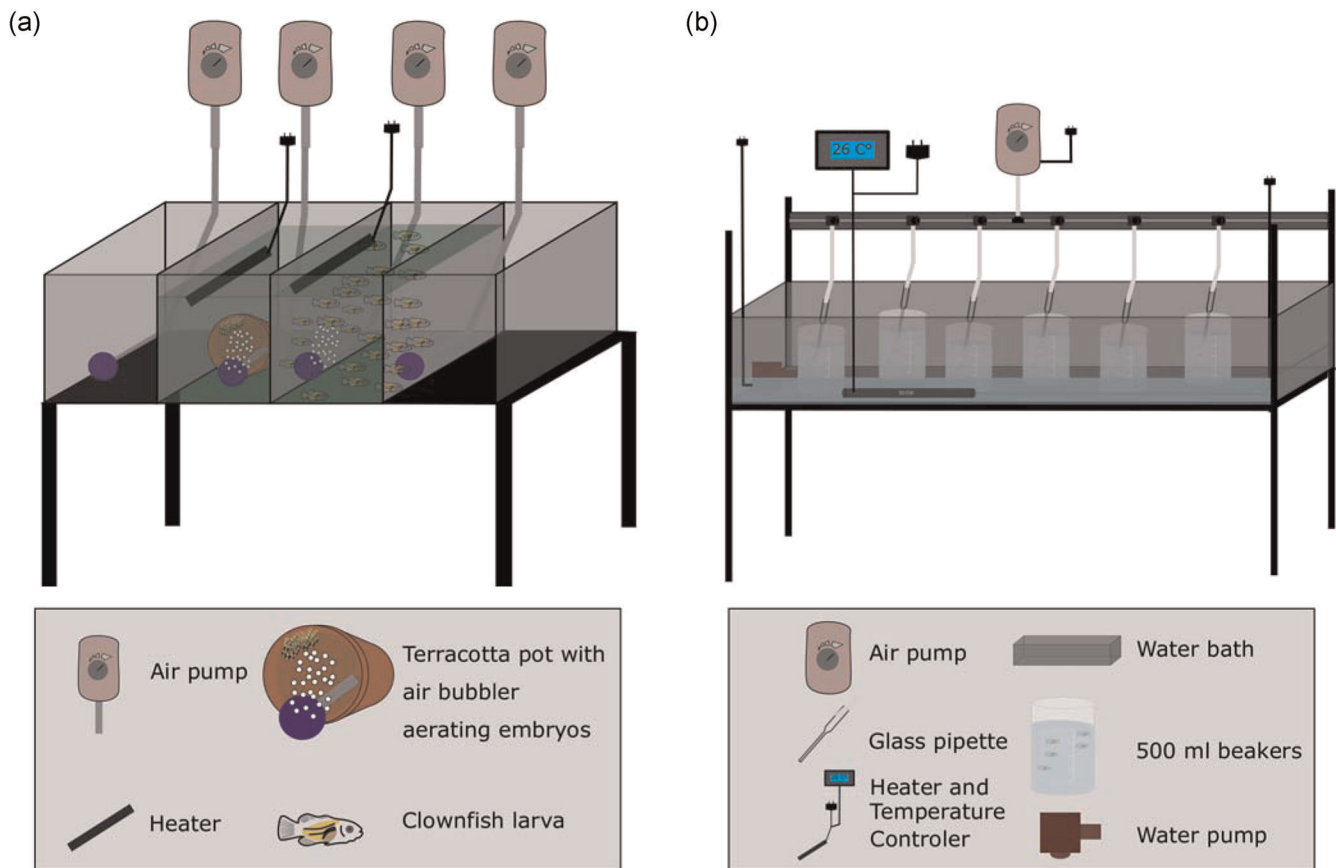 (a)
(b)
26 C°
Air pump
Terracotta pot with
air bubbler
aerating embryos
Heater
Clownfish larva
Air pump
Water bath
Glass pipette
500 ml beakers
Heater and
Temperature
Controler
Water pump